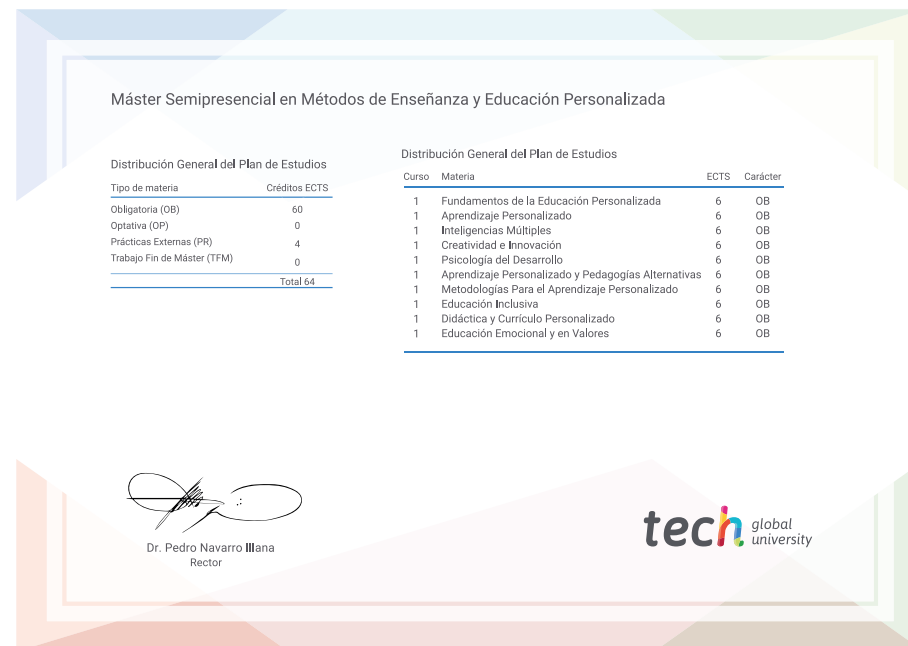 Máster Semipresencial en Métodos de Enseñanza y Educación Personalizada
Distribución General del Plan de Estudios
Tipo de materia Créditos ECTS
Obligatoria (OB) 60
Optativa (OP) 0
Prácticas Externas (PR) 4
Trabajo Fin de Máster (TFM) 0
Total 64
Distribución General del Plan de Estudios
Curso Materia ECTS Carácter
1 Fundamentos de la Educación Personalizada 6 OB
1 Aprendizaje Personalizado 6 OB
1 Inteligencias Múltiples 6 OB
1 Creatividad e Innovación 6 OB
1 Psicología del Desarrollo 6 OB
1 Aprendizaje Personalizado y Pedagogías Alternativas 6 OB
1 Metodologías Para el Aprendizaje Personalizado 6 OB
1 Educación Inclusiva 6 OB
1 Didáctica y Currículo Personalizado 6 OB
1 Educación Emocional y en Valores 6 OB
Dr. Pedro Navarro Illana
Rector
tech global university